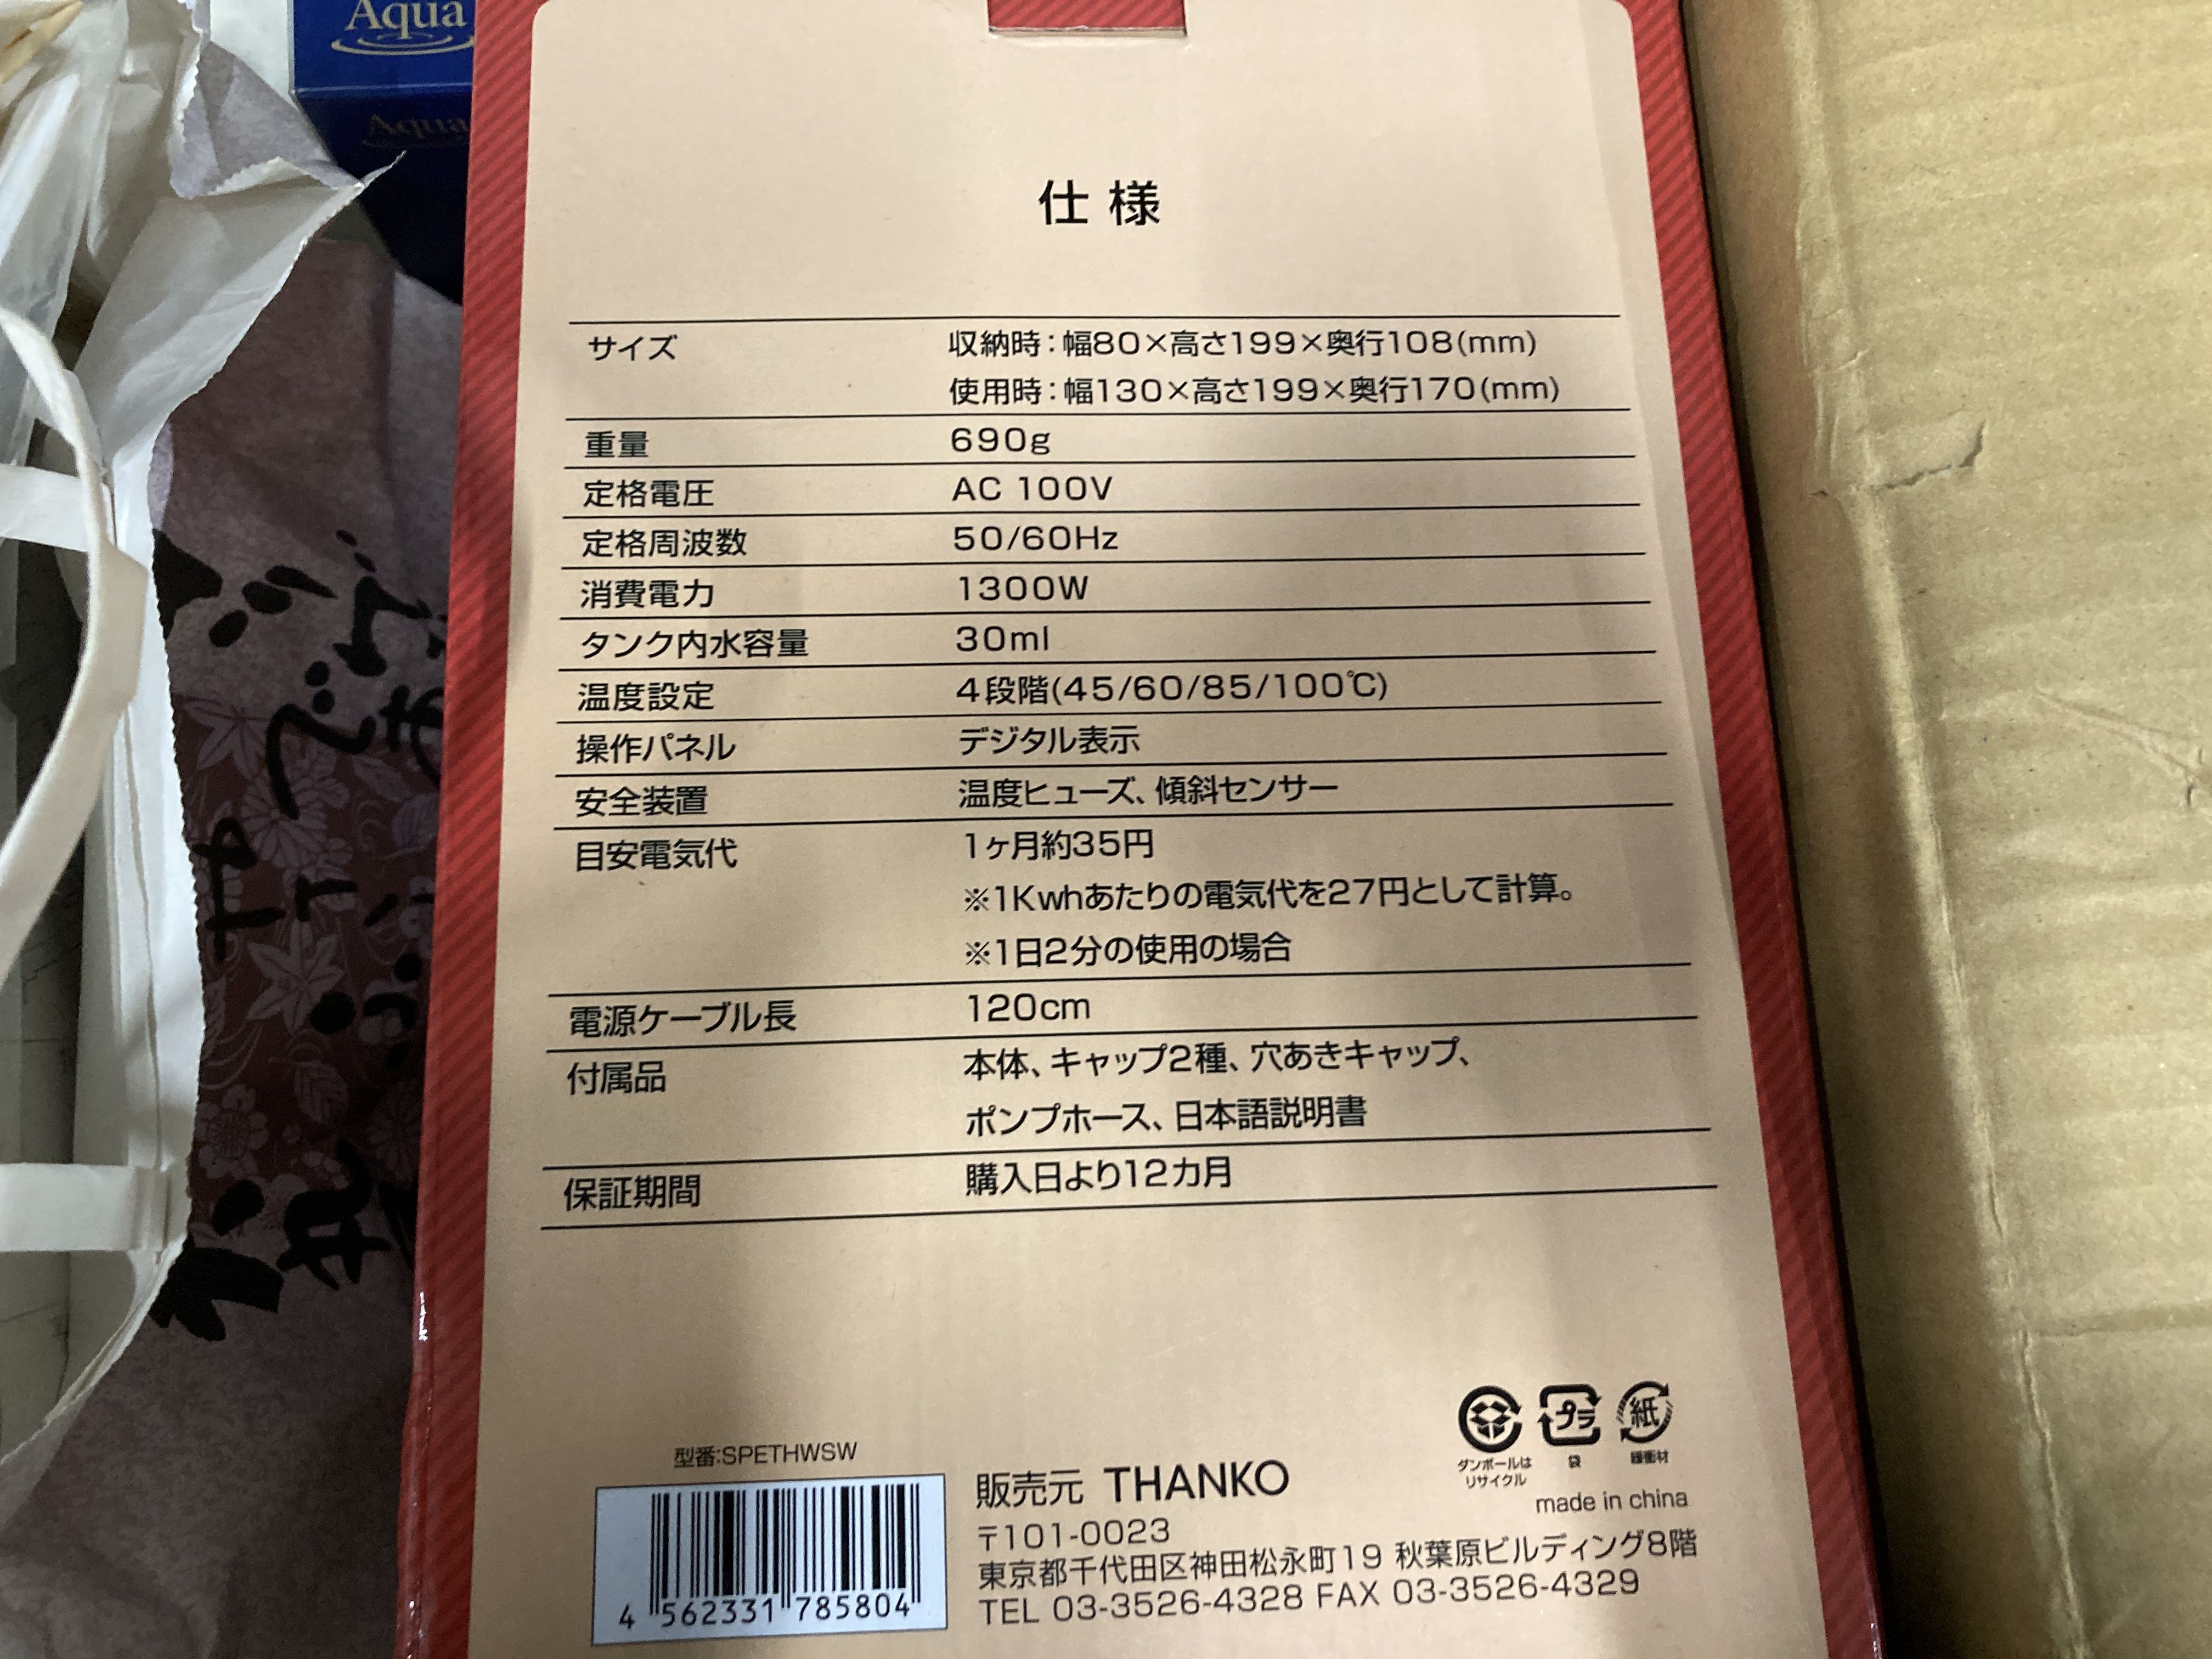 Aqua
Aqua
仕様
サイズ 収納時：幅80×高さ199×奥行108(mm)
使用時：幅130×高さ199×奥行170(mm)
重量 690g
定格電圧 AC 100V
定格周波数 50/60Hz
消費電力 1300W
タンク内水容量 30ml
温度設定 4段階(45/60/85/100℃)
操作パネル デジタル表示
安全装置 温度ヒューズ、傾斜センサー
目安電気代 1ヶ月約35円
※1Kwhあたりの電気代を27円として計算。
※1日2分の使用の場合
電源ケーブル長 120cm
付属品 本体、キャップ2種、穴あきキャップ、
ポンプホース、日本語説明書
保証期間 購入日より12カ月
型番:SPETHWSW
4 562331 785804
販売元 THANKO
〒101-0023
東京都千代田区神田松永町19 秋葉原ビルディング8階
TEL 03-3526-4328 FAX 03-3526-4329
プラ 紙
ダンボールは 袋 緩衝材
リサイクル
made in china